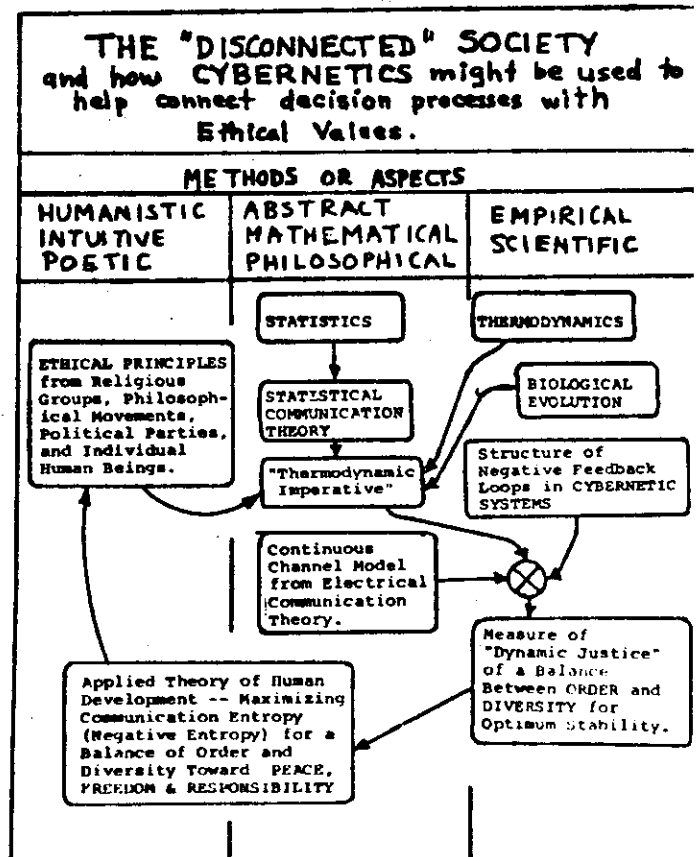 THE "DISCONNECTED" SOCIETY
and how CYBERNETICS might be used to
help connect decision processes with
Ethical Values.
METHODS OR ASPECTS
HUMANISTIC
INTUITIVE
POETIC
ABSTRACT
MATHEMATICAL
PHILOSOPHICAL
EMPIRICAL
SCIENTIFIC
STATISTICS
THERMODYNAMICS
ETHICAL PRINCIPLES
from Religious
Groups, Philosoph-
ical Movements,
Political Parties,
and Individual
Human Beings.
STATISTICAL
COMMUNICATION
THEORY
BIOLOGICAL
EVOLUTION
"Thermodynamic
Imperative"
Structure of
Negative Feedback
Loops in CYBERNETIC
SYSTEMS
Continuous
Channel Model
from Electrical
Communication
Theory.
Measure of
"Dynamic Justice"
of a Balance
Between ORDER and
DIVERSITY for
Optimum Stability.
Applied Theory of Human
Development -- Maximizing
Communication Entropy
(Negative Entropy) for a
Balance of Order and
Diversity Toward PEACE,
FREEDOM & RESPONSIBILITY